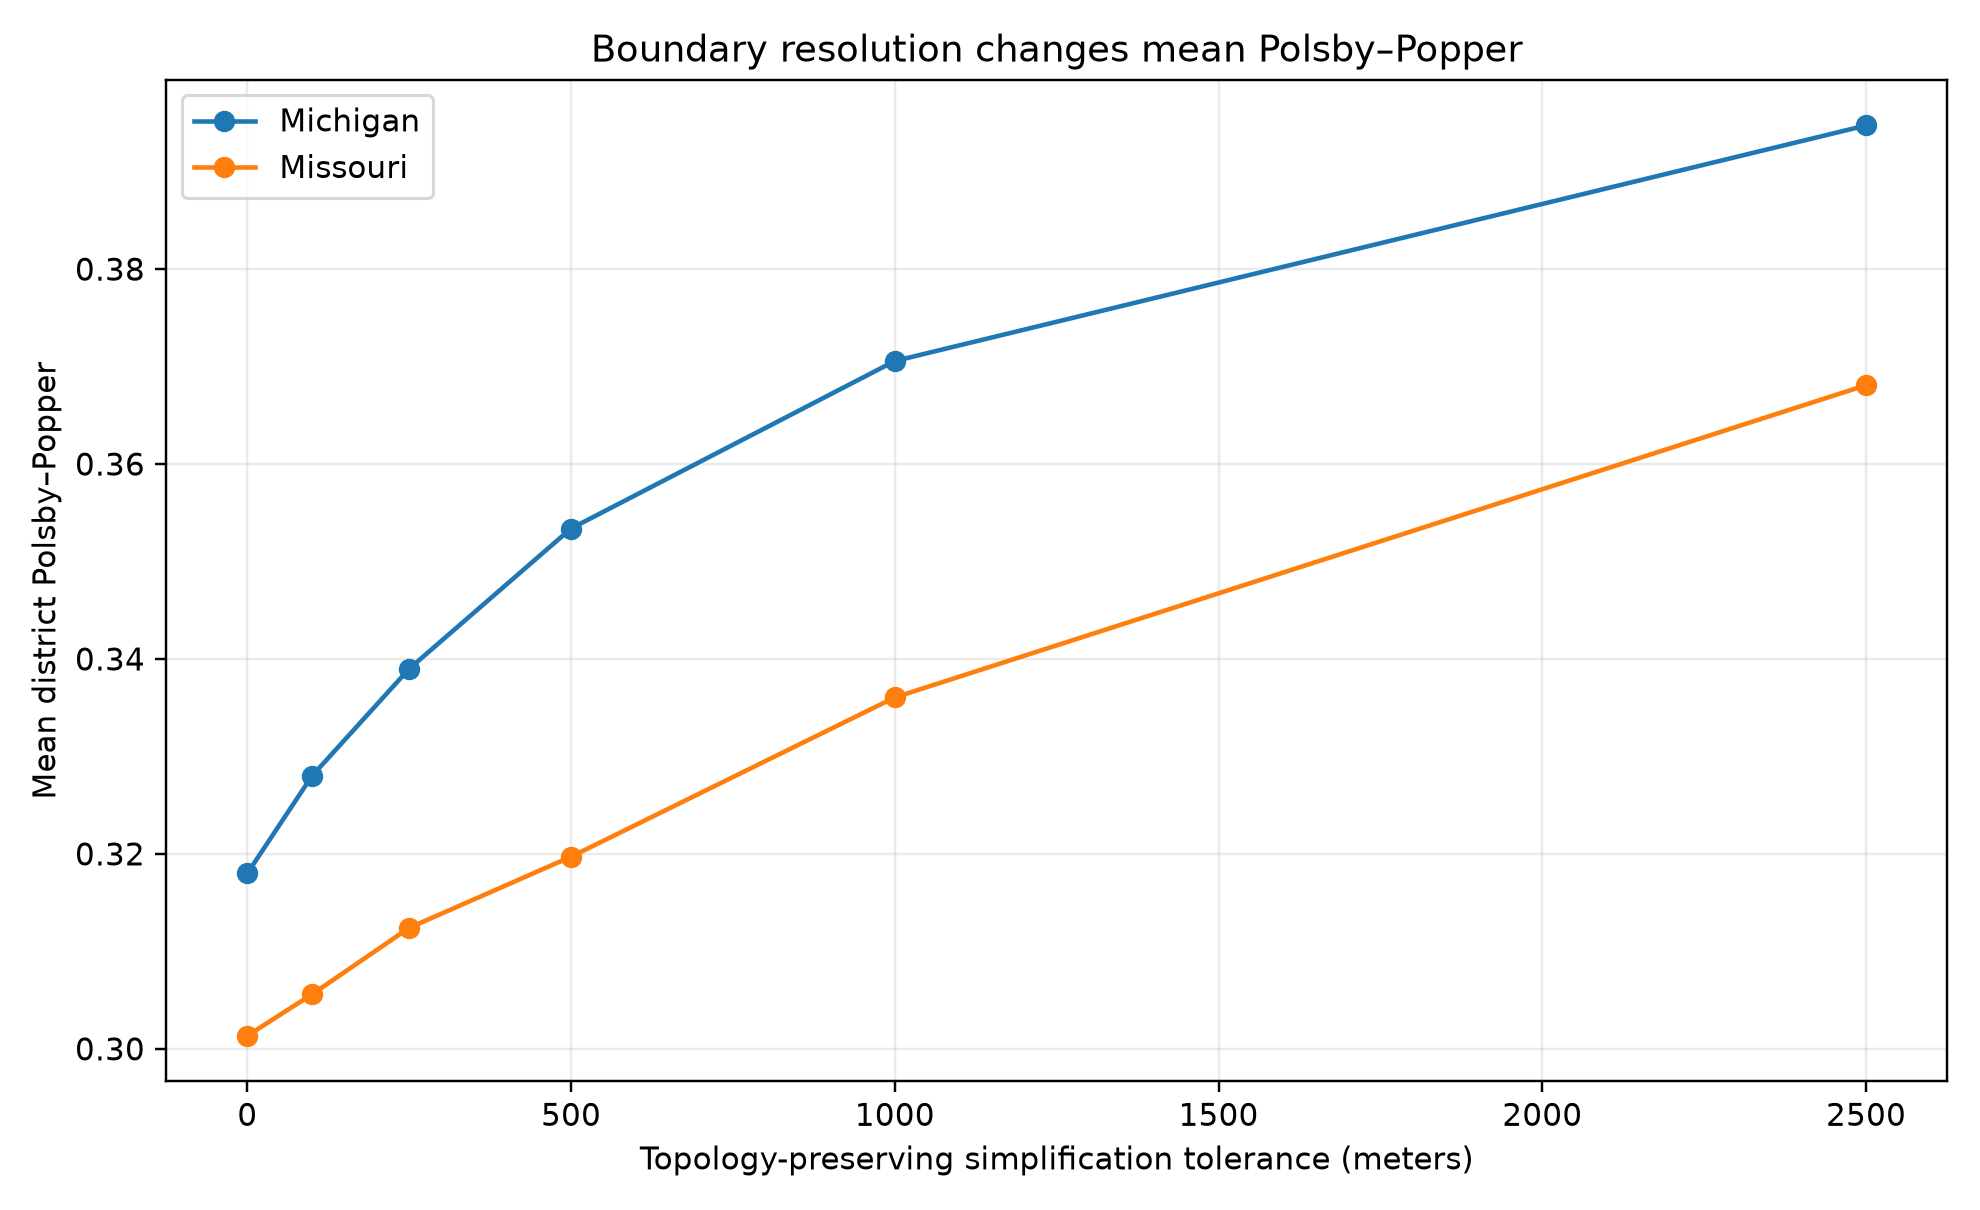 Boundary resolution changes mean Polsby–Popper
Michigan
Missouri
Mean district Polsby–Popper
0.38
0.36
0.34
0.32
0.30
0 500 1000 1500 2000 2500
Topology-preserving simplification tolerance (meters)